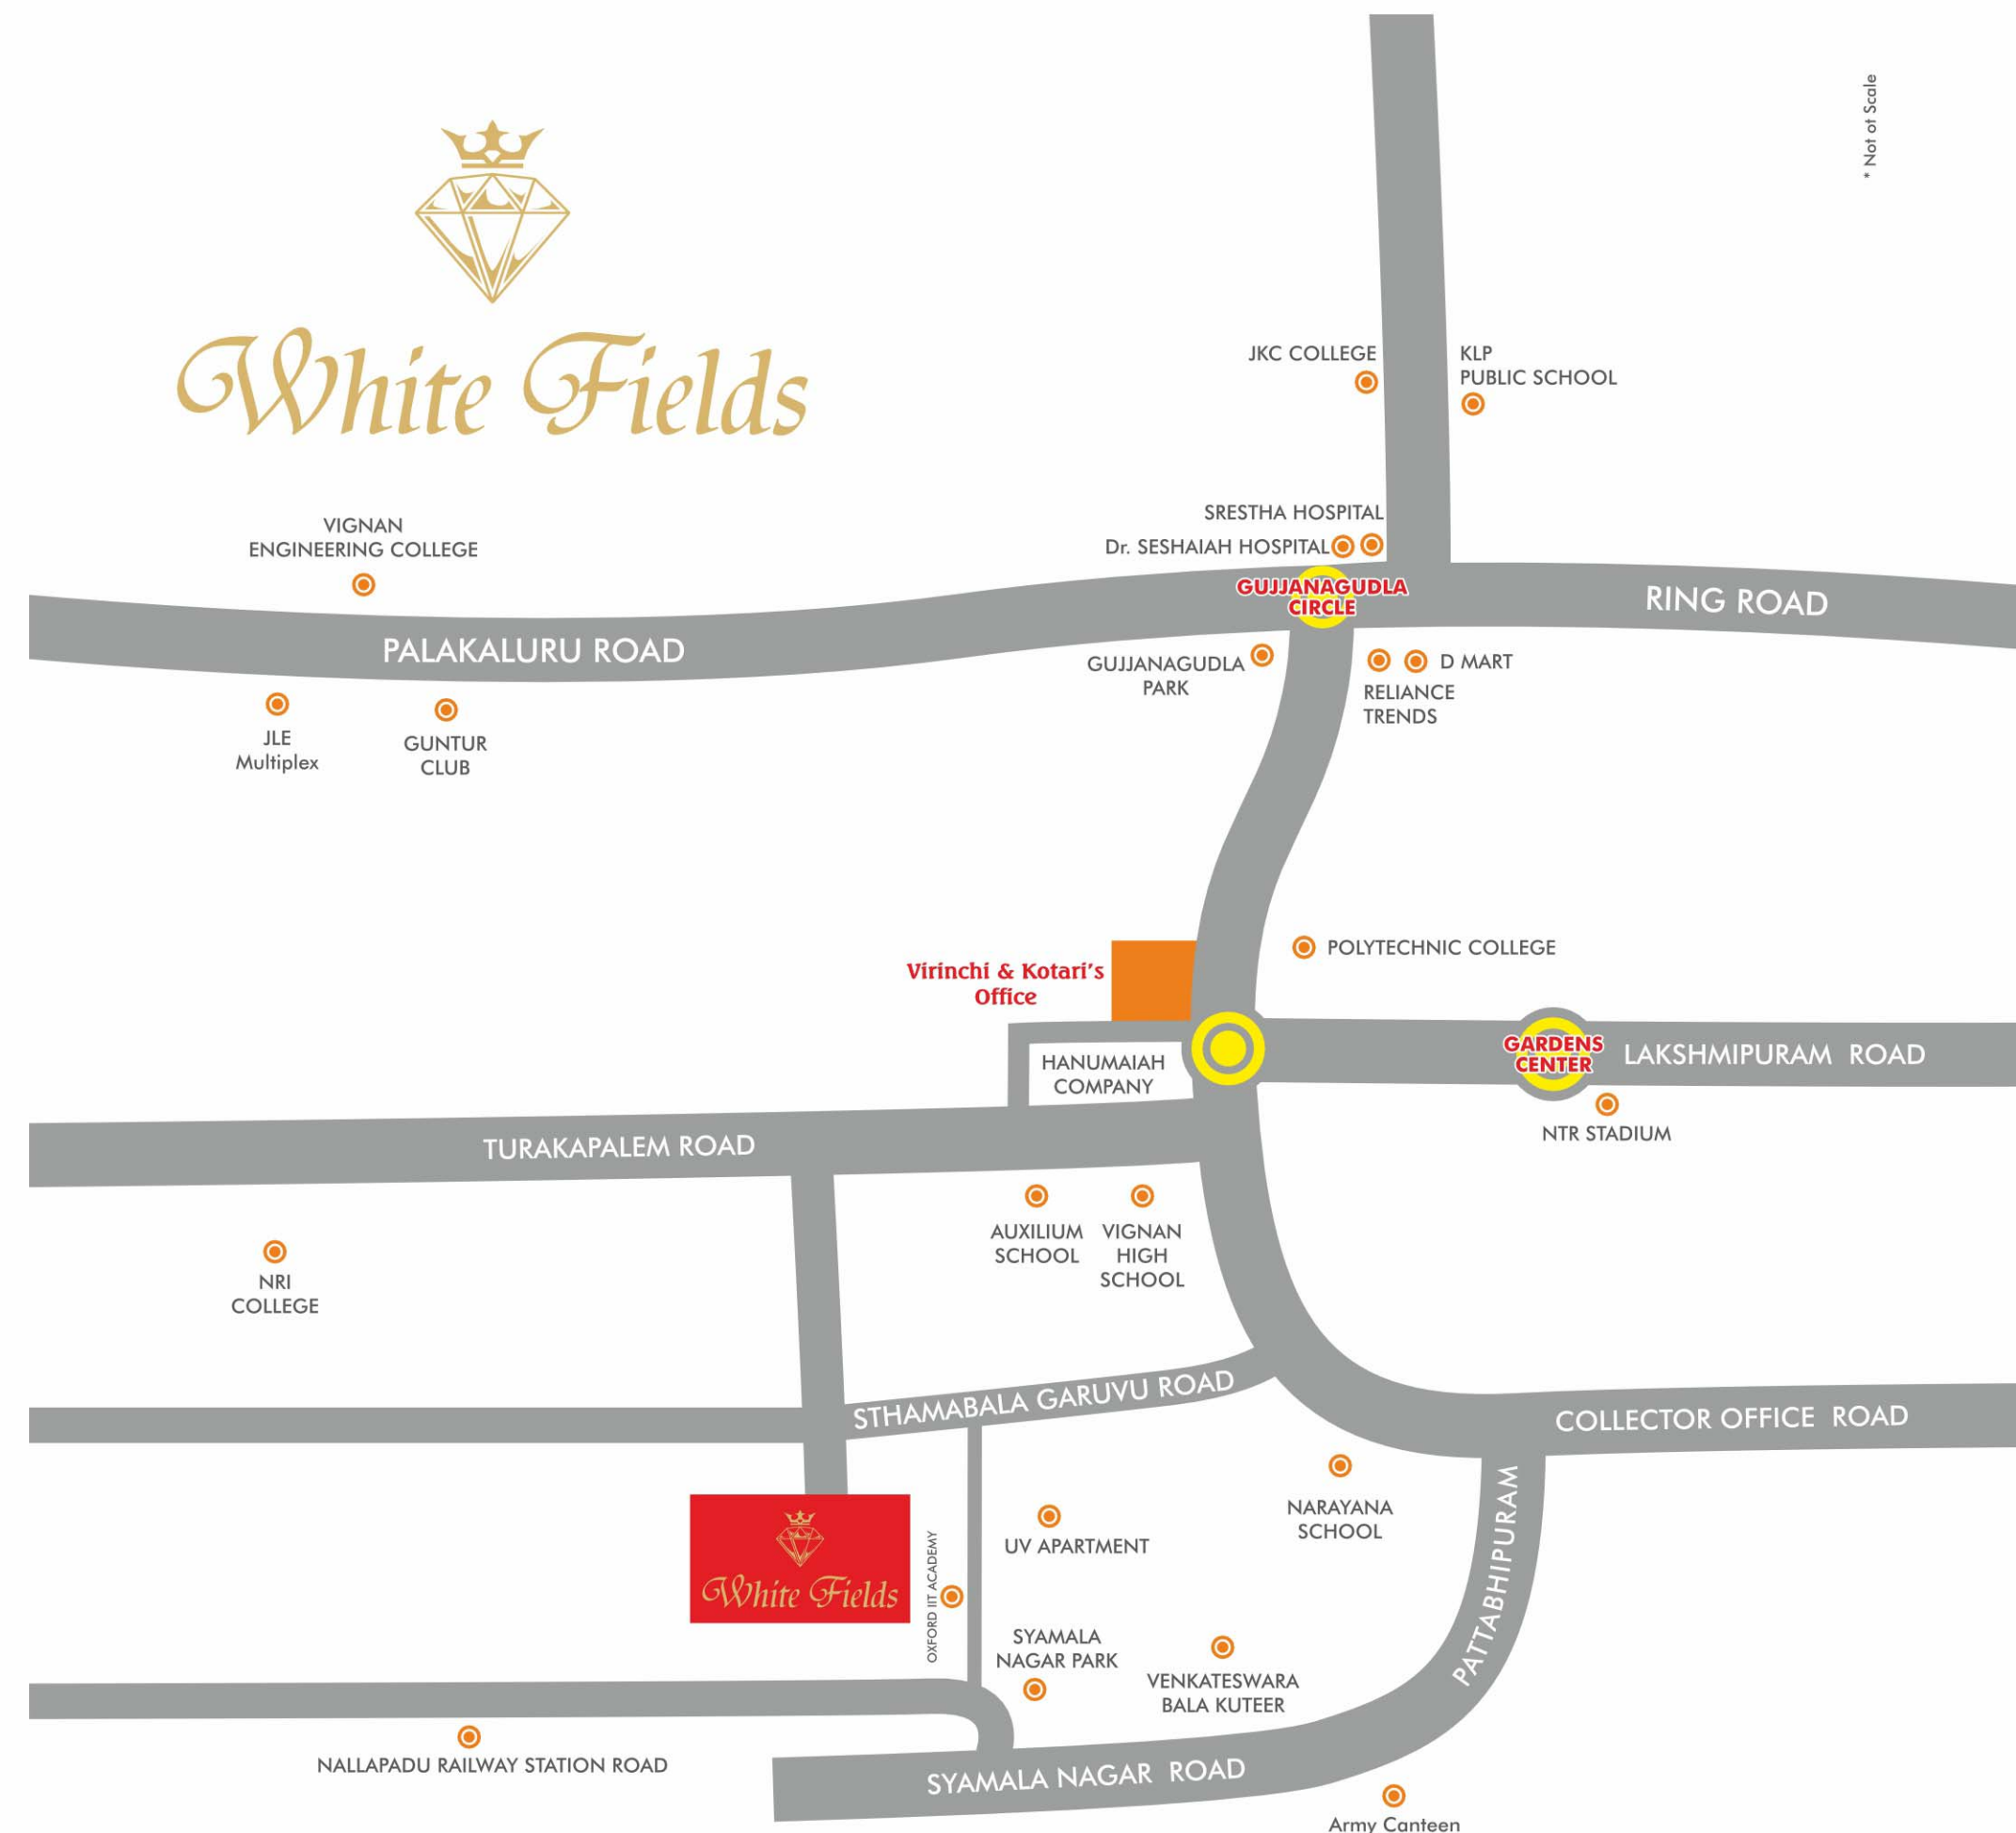 * Not of Scale
White Fields
JKC COLLEGE
KLP
PUBLIC SCHOOL
SRESTHA HOSPITAL
Dr. SESHAIAH HOSPITAL
VIGNAN
ENGINEERING COLLEGE
GUJJANAGUDLA
CIRCLE
RING ROAD
PALAKALURU ROAD
GUJJANAGUDLA
PARK
D MART
RELIANCE
TRENDS
JLE
Multiplex
GUNTUR
CLUB
POLYTECHNIC COLLEGE
Virinchi & Kotari's
Office
HANUMAIAH
COMPANY
GARDENS
CENTER
LAKSHMIPURAM ROAD
NTR STADIUM
TURAKAPALEM ROAD
AUXILIUM
SCHOOL
VIGNAN
HIGH
SCHOOL
NRI
COLLEGE
STHAMABALA GARUVU ROAD
COLLECTOR OFFICE ROAD
NARAYANA
SCHOOL
PATTABHIPURAM
UV APARTMENT
White Fields
OXFORD IIT ACADEMY
SYAMALA
NAGAR PARK
VENKATESWARA
BALA KUTEER
NALLAPADU RAILWAY STATION ROAD
SYAMALA NAGAR ROAD
Army Canteen